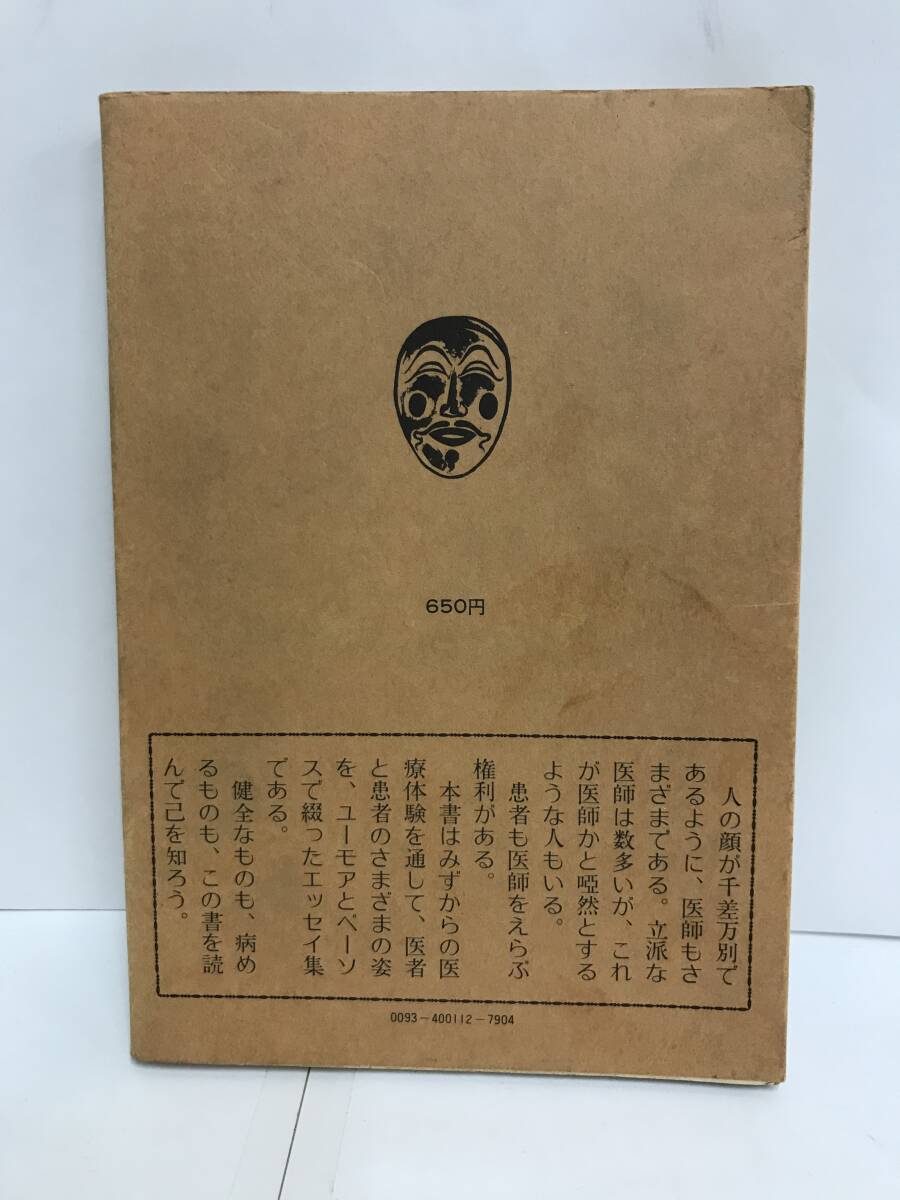 650円
人の顔が千差万別で
あるように、医師もさ
まざまである。立派な
医師は数多いが、これ
が医師かと啞然とする
ような人もいる。
患者も医師をえらぶ
権利がある。
本書はみずからの医
療体験を通して、医者
と患者のさまざまの姿
を、ユーモアとペーソ
スで綴ったエッセイ集
である。
健全なものも、病め
るものも、この書を読
んで己を知ろう。
0093-400112-7904